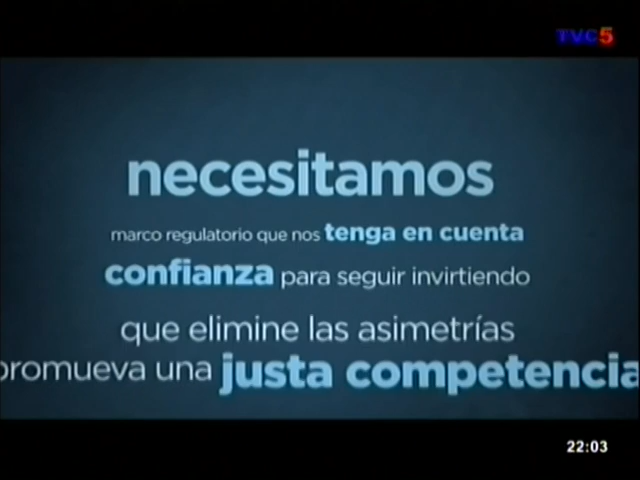 TVC5
necesitamos
marco regulatorio que nos tenga en cuenta
confianza para seguir invirtiendo
que elimine las asimetrías
promueva una justa competencia
22:03